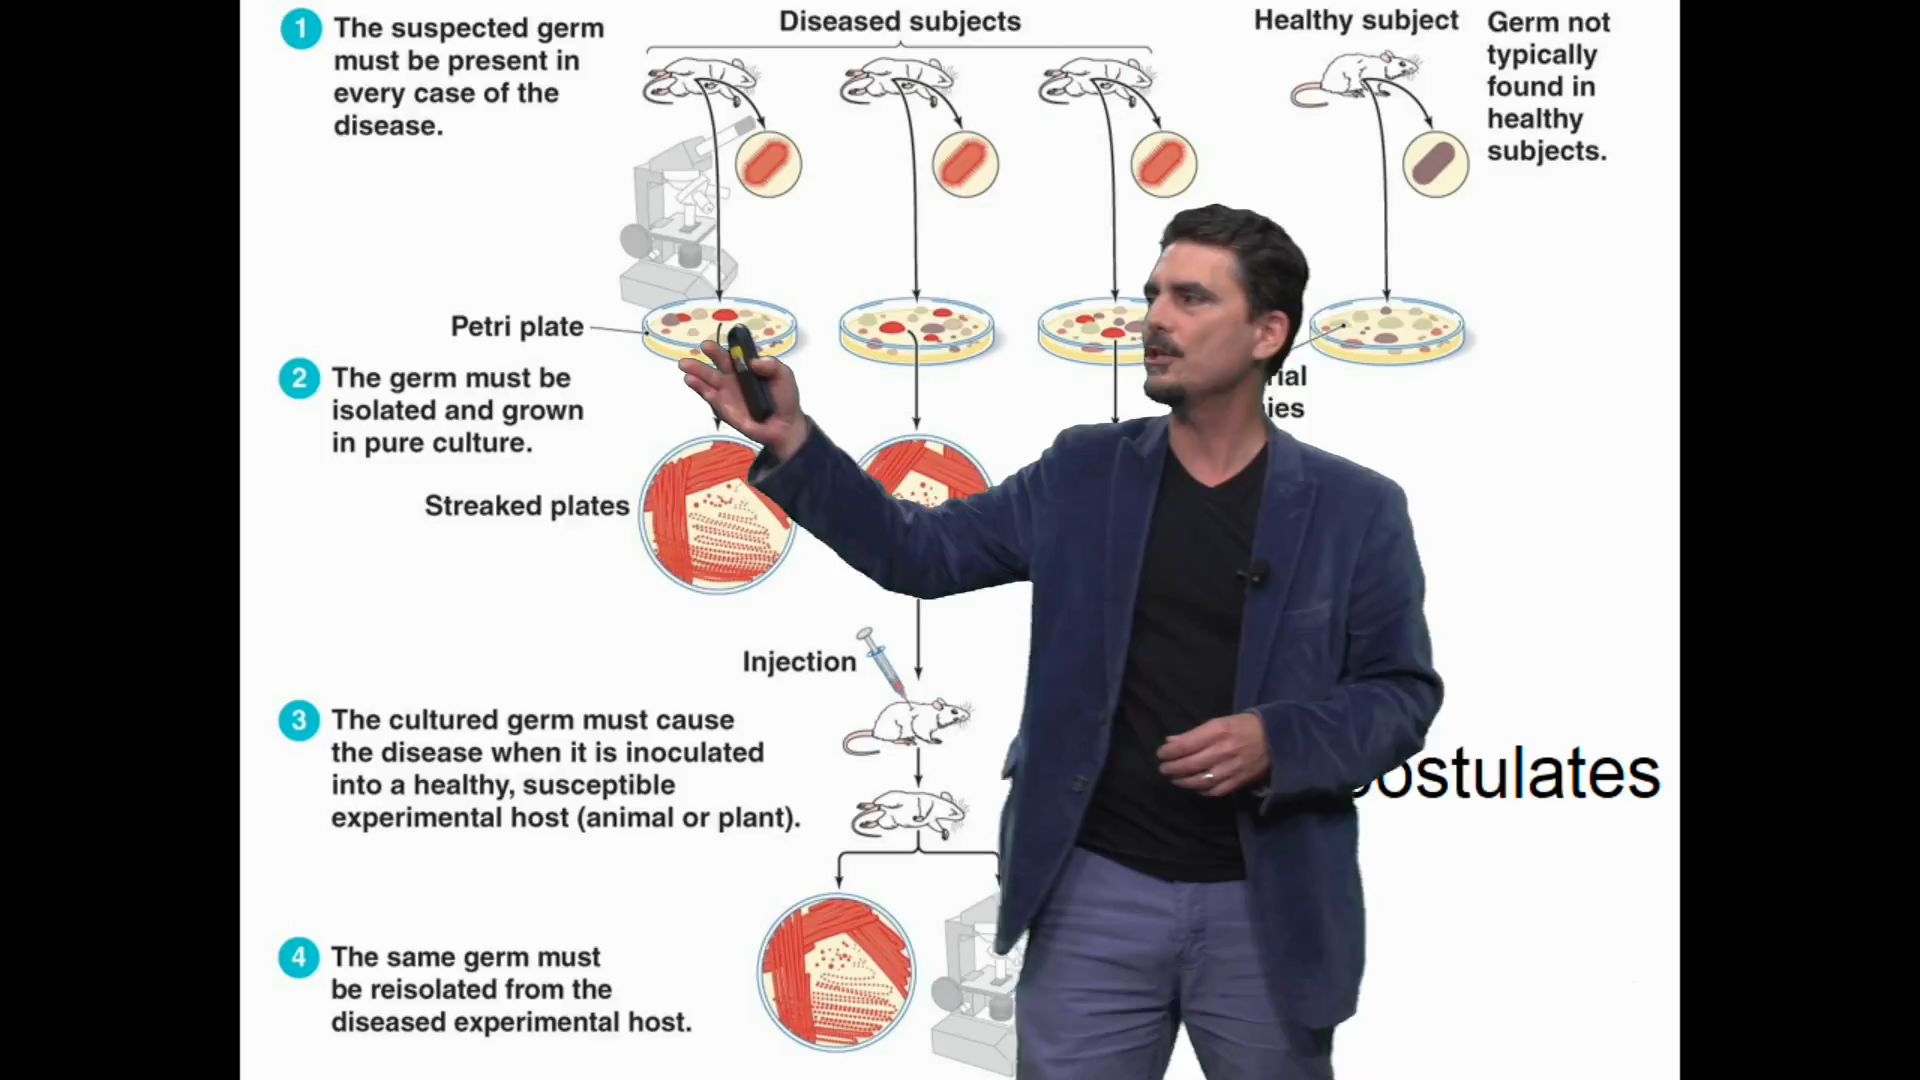 1 The suspected germ
must be present in
every case of the
disease.
Diseased subjects
Healthy subject
Germ not
typically
found in
healthy
subjects.
Petri plate
2 The germ must be
isolated and grown
in pure culture.
Streaked plates
Injection
3 The cultured germ must cause
the disease when it is inoculated
into a healthy, susceptible
experimental host (animal or plant).
postulates
4 The same germ must
be reisolated from the
diseased experimental host.